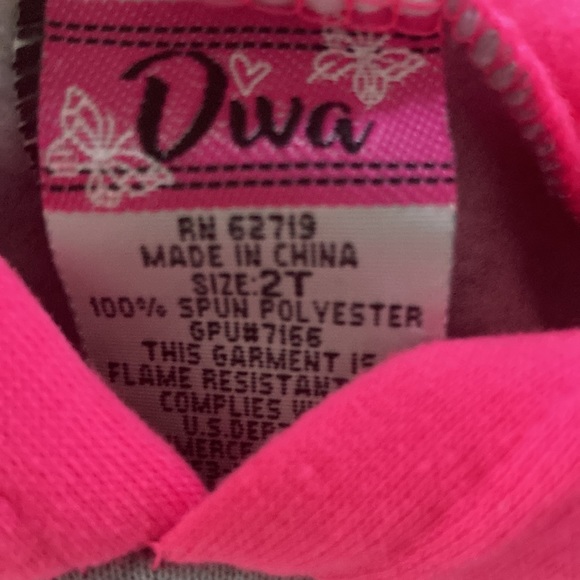 Diva
RN 62719
MADE IN CHINA
SIZE:2T
100% SPUN POLYESTER
GPU#7166
THIS GARMENT IS
FLAME RESISTANT
COMPLIES
U.S.DEP